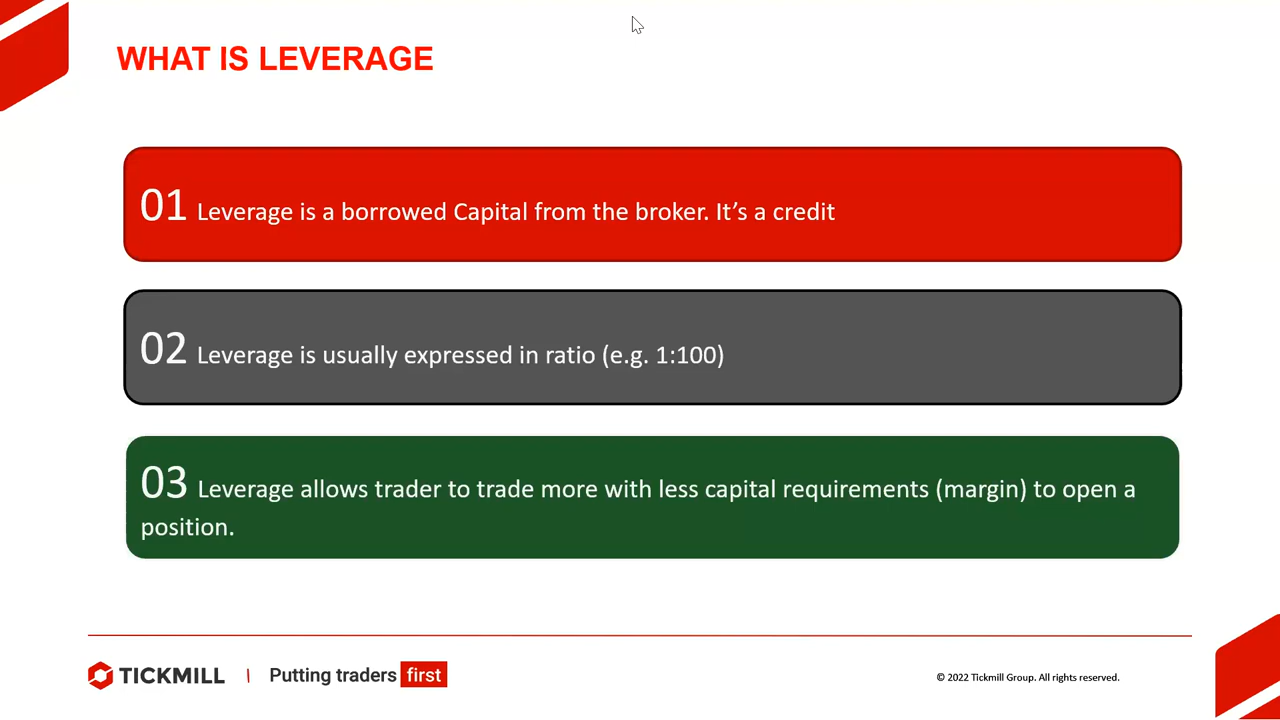 WHAT IS LEVERAGE
01 Leverage is a borrowed Capital from the broker. It’s a credit
02 Leverage is usually expressed in ratio (e.g. 1:100)
03 Leverage allows trader to trade more with less capital requirements (margin) to open a
position.
TICKMILL | Putting traders first
© 2022 Tickmill Group. All rights reserved.